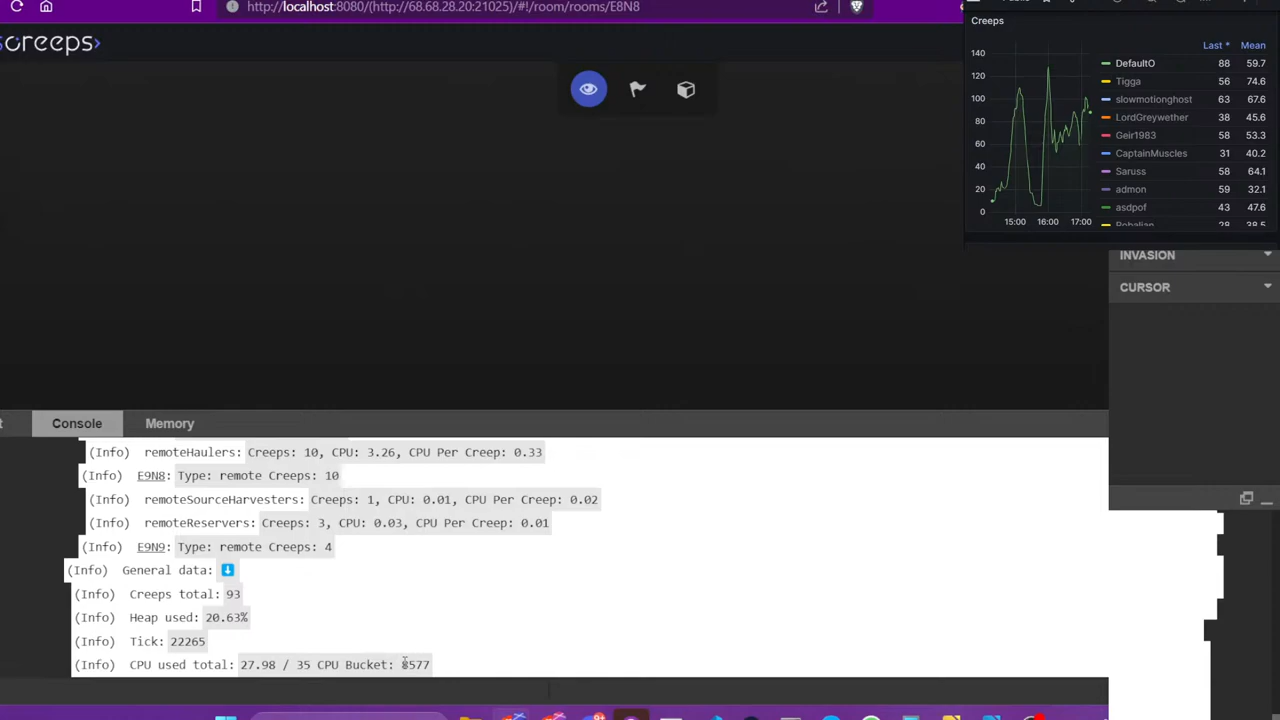 http://localhost:8080/(http://68.68.28.20:21025)/#!/room/rooms/E8N8
screeps
Creeps
Last * Mean
140
120
100
80
60
40
20
0
15:00 16:00 17:00
DefaultO 88 59.7
Tigga 56 74.6
slowmotionghost 63 67.6
LordGreywether 38 45.6
Geir1983 58 53.3
CaptainMuscles 31 40.2
Saruss 58 64.1
admon 59 32.1
asdpof 43 47.6
28 38.5
INVASION
CURSOR
Console Memory
(Info) remoteHaulers: Creeps: 10, CPU: 3.26, CPU Per Creep: 0.33
(Info) E9N8: Type: remote Creeps: 10
(Info) remoteSourceHarvesters: Creeps: 1, CPU: 0.01, CPU Per Creep: 0.02
(Info) remoteReservers: Creeps: 3, CPU: 0.03, CPU Per Creep: 0.01
(Info) E9N9: Type: remote Creeps: 4
(Info) General data:
(Info) Creeps total: 93
(Info) Heap used: 20.63%
(Info) Tick: 22265
(Info) CPU used total: 27.98 / 35 CPU Bucket: 8577